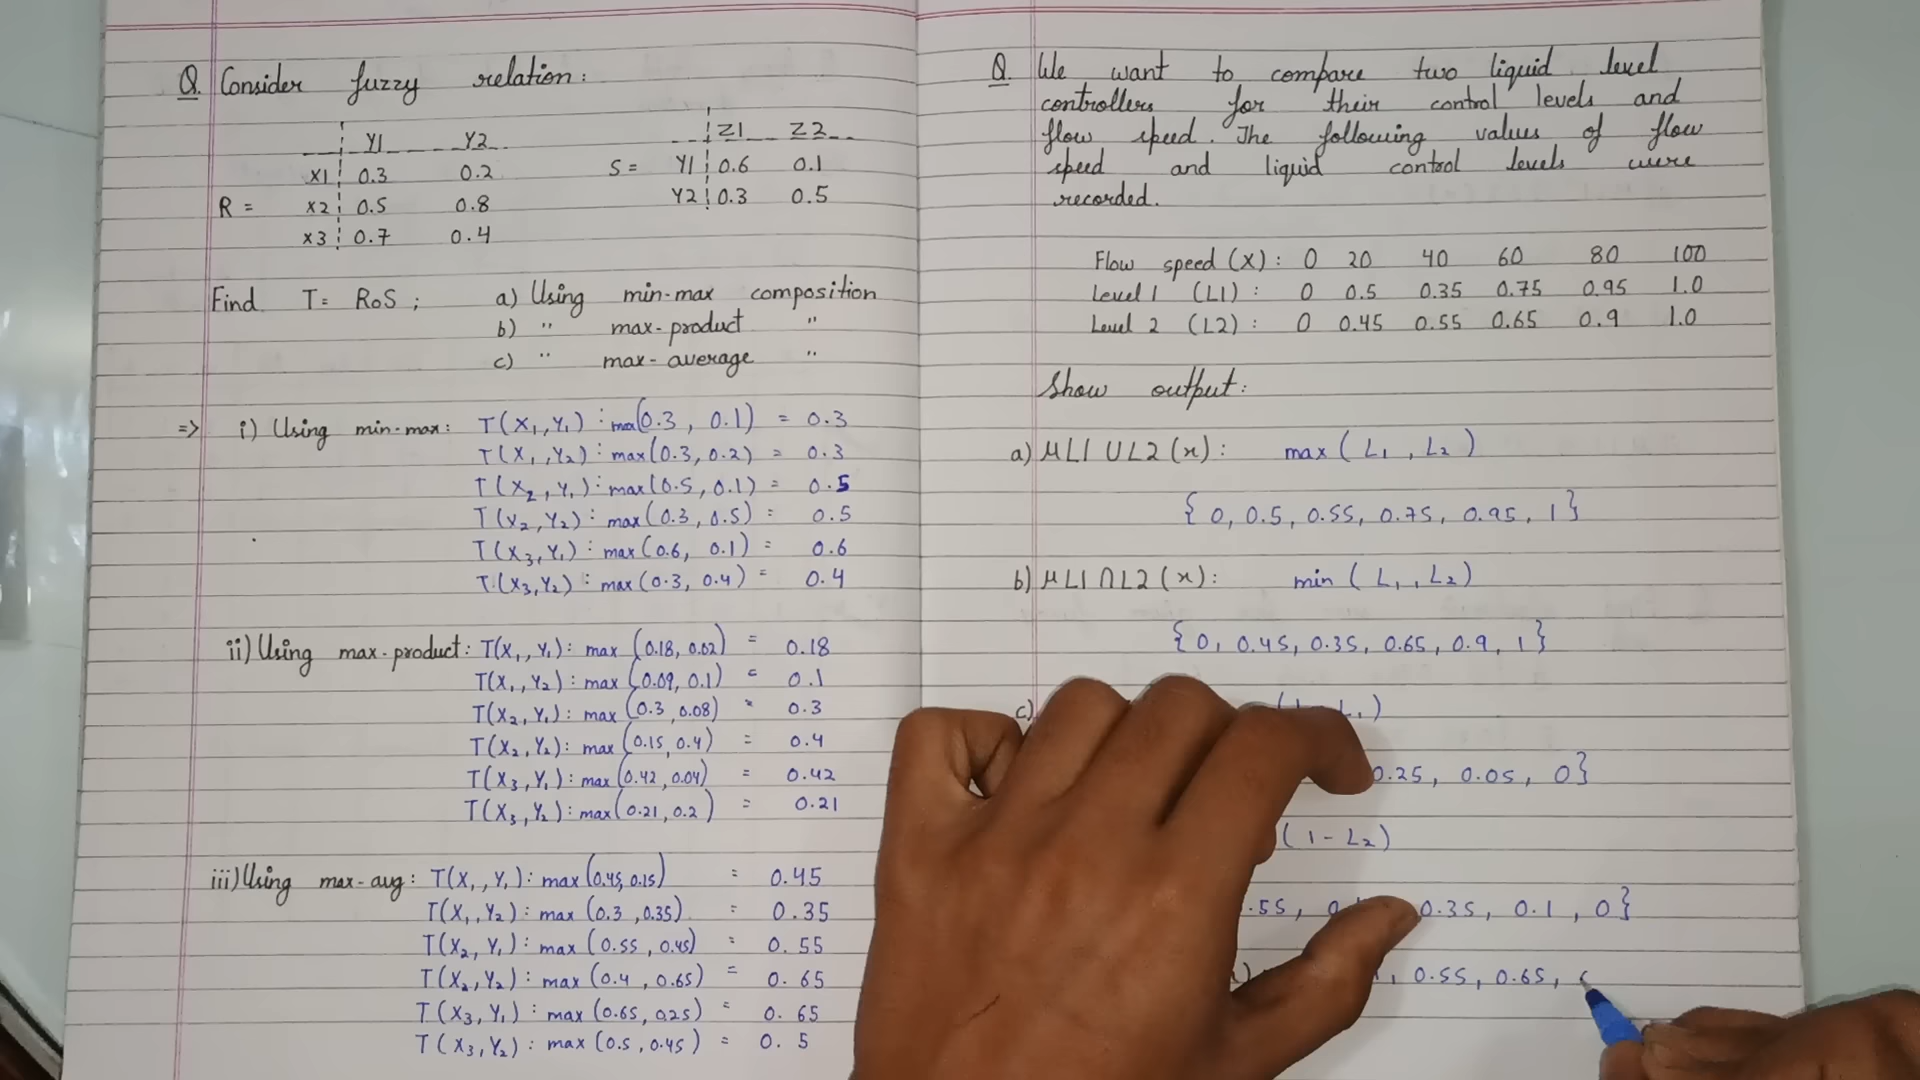 Q. Consider fuzzy relation:
Y1 Y2
X1 0.3 0.2
R = X2 0.5 0.8
X3 0.7 0.4
Z1 Z2
S = Y1 0.6 0.1
Y2 0.3 0.5
Find T= RoS ; a) Using min-max composition
b) " max-product "
c) " max-average "
=> i) Using min-max: T(X1,Y1) : max(0.3, 0.1) = 0.3
T(X1,Y2) : max(0.3, 0.2) = 0.3
T(X2,Y1) : max(0.5, 0.1) = 0.5
T(X2,Y2) : max(0.3, 0.5) = 0.5
T(X3,Y1) : max(0.6, 0.1) = 0.6
T(X3,Y2) : max(0.3, 0.4) = 0.4
ii) Using max-product: T(X1,Y1) : max (0.18, 0.02) = 0.18
T(X1,Y2) : max (0.09, 0.1) = 0.1
T(X2,Y1) : max (0.3, 0.08) = 0.3
T(X2,Y2) : max (0.15, 0.4) = 0.4
T(X3,Y1) : max (0.42, 0.04) = 0.42
T(X3,Y2) : max (0.21, 0.2) = 0.21
iii) Using max-avg: T(X1,Y1) : max (0.45, 0.15) = 0.45
T(X1,Y2) : max (0.3, 0.35) = 0.35
T(X2,Y1) : max (0.55, 0.45) = 0.55
T(X2,Y2) : max (0.4, 0.65) = 0.65
T(X3,Y1) : max (0.65, 0.25) = 0.65
T(X3,Y2) : max (0.5, 0.45) = 0.5
Q. We want to compare two liquid level
controllers for their control levels and
flow speed. The following values of flow
speed and liquid control levels were
recorded.
Flow speed (X) : 0 20 40 60 80 100
Level 1 (L1) : 0 0.5 0.35 0.75 0.95 1.0
Level 2 (L2) : 0 0.45 0.55 0.65 0.9 1.0
Show output:
a) μL1 ∪ L2 (x) : max ( L1 , L2 )
{ 0, 0.5, 0.55, 0.75, 0.95, 1 }
b) μL1 ∩ L2 (x) : min ( L1 , L2 )
{ 0, 0.45, 0.35, 0.65, 0.9, 1 }
c)
0.25, 0.05, 0 }
( 1 - L2 )
.55, 0.35, 0.1, 0 }
, 0.55, 0.65,